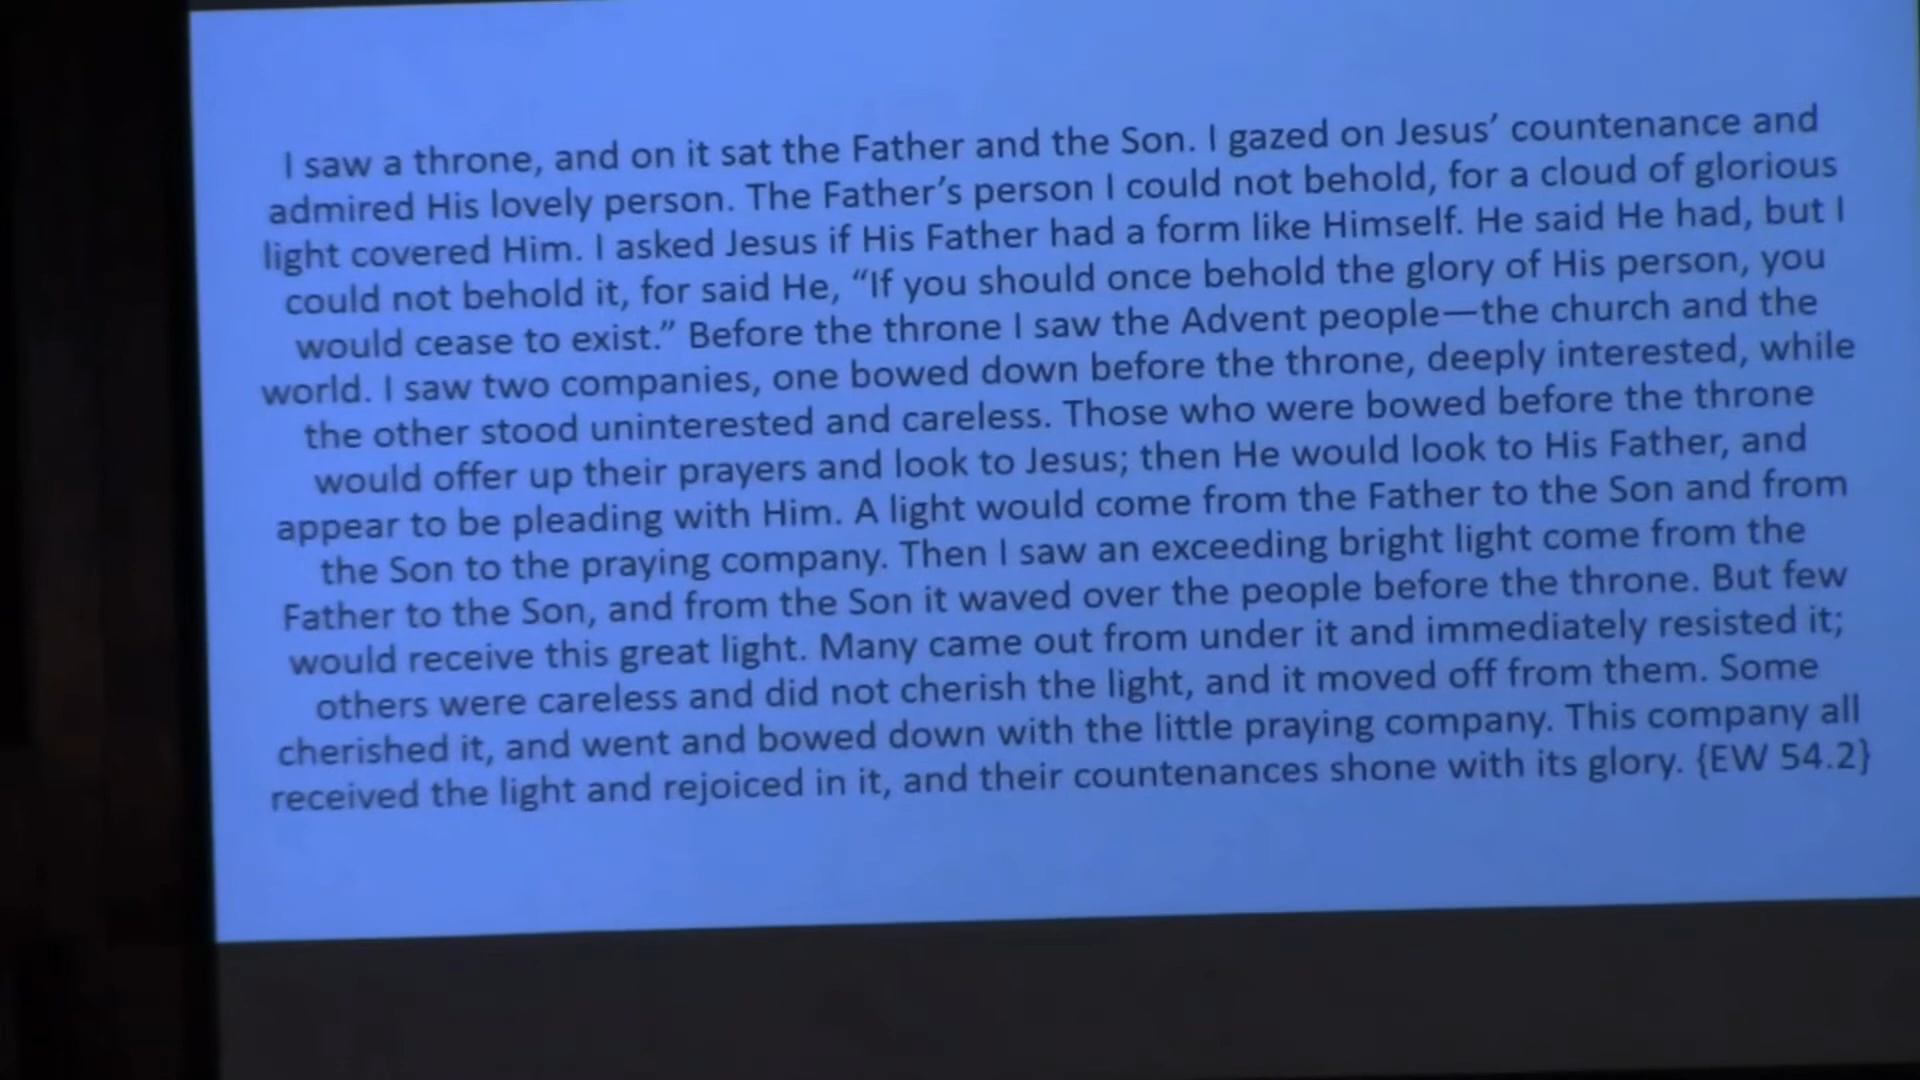 I saw a throne, and on it sat the Father and the Son. I gazed on Jesus’ countenance and
admired His lovely person. The Father’s person I could not behold, for a cloud of glorious
light covered Him. I asked Jesus if His Father had a form like Himself. He said He had, but I
could not behold it, for said He, “If you should once behold the glory of His person, you
would cease to exist.” Before the throne I saw the Advent people—the church and the
world. I saw two companies, one bowed down before the throne, deeply interested, while
the other stood uninterested and careless. Those who were bowed before the throne
would offer up their prayers and look to Jesus; then He would look to His Father, and
appear to be pleading with Him. A light would come from the Father to the Son and from
the Son to the praying company. Then I saw an exceeding bright light come from the
Father to the Son, and from the Son it waved over the people before the throne. But few
would receive this great light. Many came out from under it and immediately resisted it;
others were careless and did not cherish the light, and it moved off from them. Some
cherished it, and went and bowed down with the little praying company. This company all
received the light and rejoiced in it, and their countenances shone with its glory. {EW 54.2}